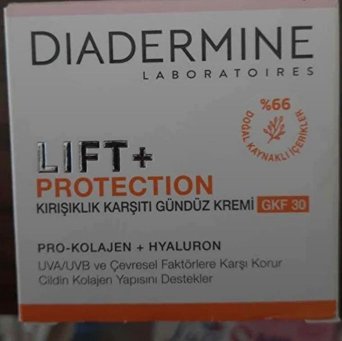 DIADERMINE
LABORATOIRES
%66
DOĞAL KAYNAKLI İÇERİKLER
LIFT+
PROTECTION
KIRIŞIKLIK KARŞITI GÜNDÜZ KREMİ GKF 30
PRO-KOLAJEN + HYALURON
UVA/UVB ve Çevresel Faktörlere Karşı Korur
Cildin Kolajen Yapısını Destekler